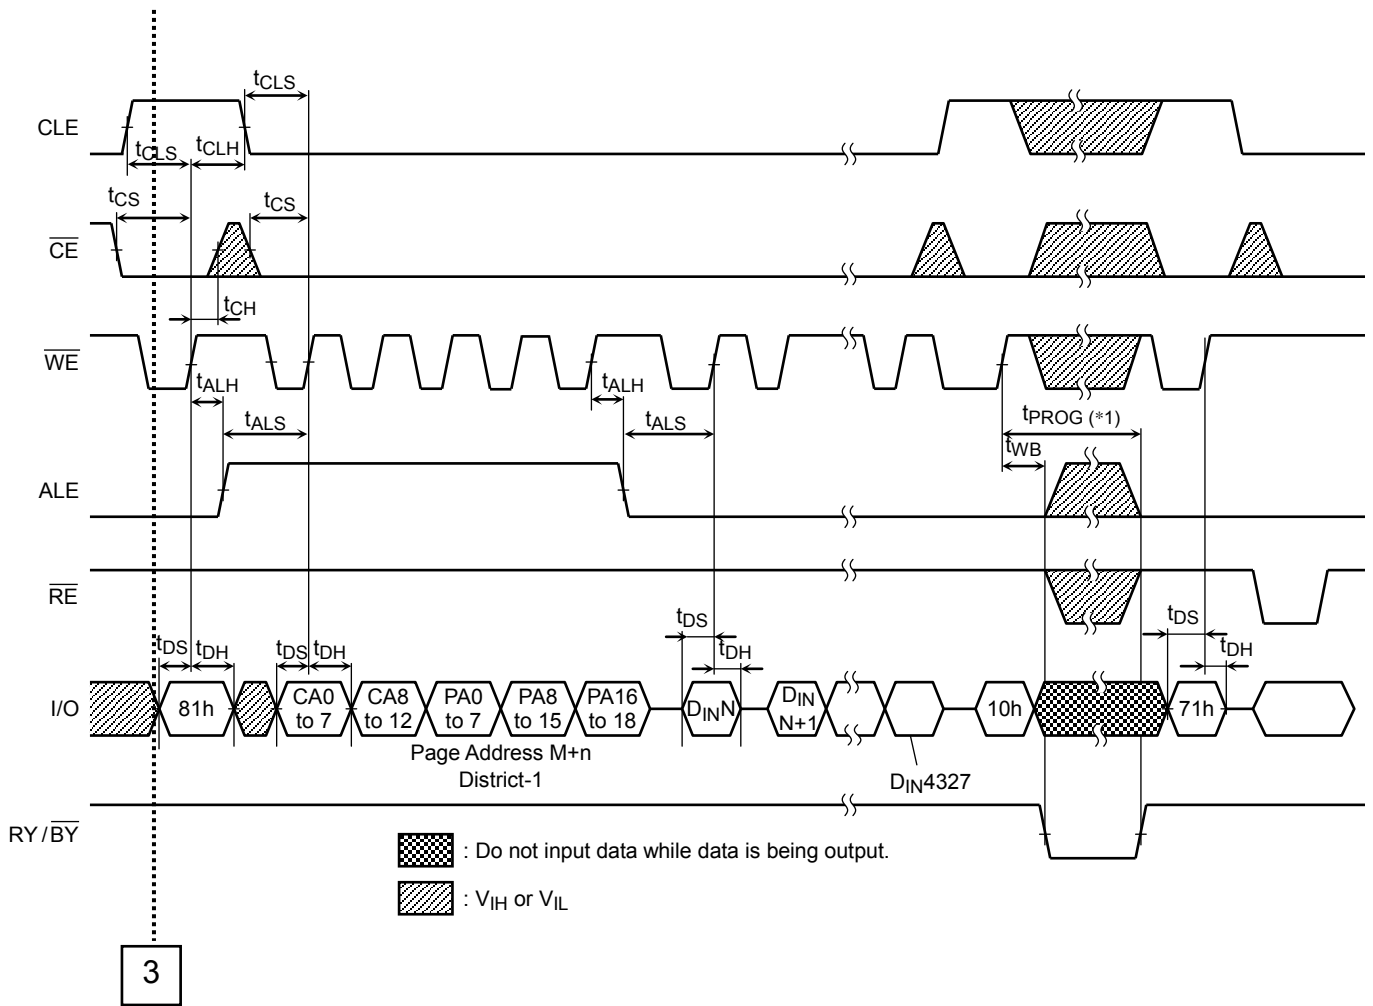 tCLS
CLE
tCLS
tCLH
tCS
tCS
CE
tCH
WE
tALH
tALH
tALS
tALS
tPROG (*1)
tWB
ALE
RE
tDS
tDH
tDS
tDH
tDS
tDH
tDS
tDH
I/O
81h
CA0 to 7
CA8 to 12
PA0 to 7
PA8 to 15
PA16 to 18
DINN
DIN N+1
10h
71h
Page Address M+n
District-1
DIN4327
RY/BY
: Do not input data while data is being output.
: VIH or VIL
3